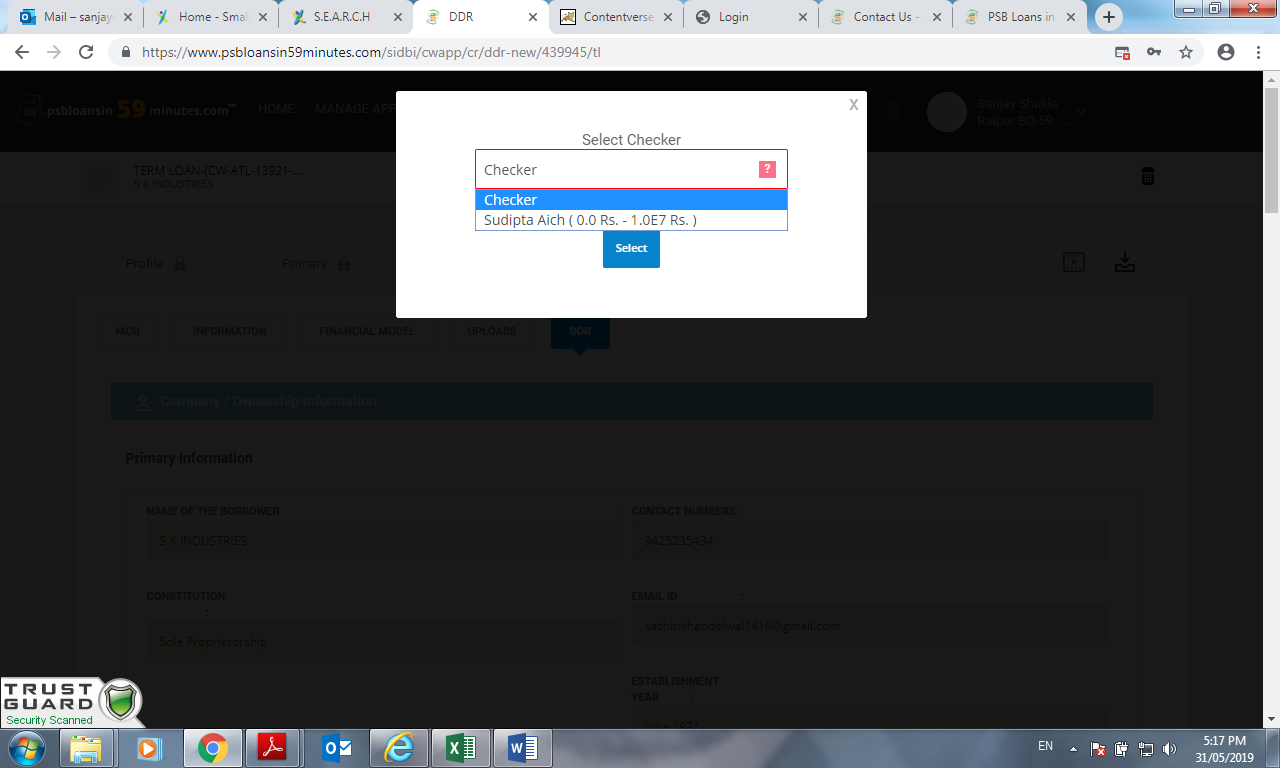 Mail – sanjays
Home - Smal
S.E.A.R.C.H
DDR
Contentverse
Login
Contact Us -
PSB Loans in
https://www.psbloansin59minutes.com/sidbi/cwapp/cr/ddr-new/439945/tl
psbloansin 59 minutes.com™
HOME
MANAGE APP
Sanjay Shukla
Raipur BO-59 - ...
X
Select Checker
Checker
?
Checker
Sudipta Aich ( 0.0 Rs. - 1.0E7 Rs. )
Select
TERM LOAN-(CW-ATL-13921-...
S K INDUSTRIES
Profile
Primary
MCQ
INFORMATION
FINANCIAL MODEL
UPLOADS
DDR
Company / Ownership Information
Primary Information
NAME OF THE BORROWER :
S K INDUSTRIES
CONTACT NUMBERS :
9425235434
CONSTITUTION
:
Sole Proprietorship
EMAIL ID :
sachinkhandelwal1410@gmail.com
ESTABLISHMENT
YEAR :
June 1974
TRUST
GUARD
Security Scanned
EN
5:17 PM
31/05/2019